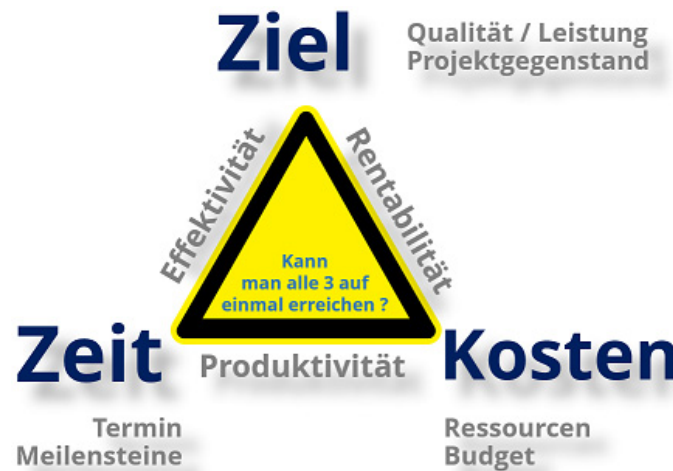 Ziel
Qualität / Leistung
Projektgegenstand
Effektivität
Rentabilität
Kann
man alle 3 auf
einmal erreichen ?
Zeit
Produktivität
Kosten
Termin
Meilensteine
Ressourcen
Budget